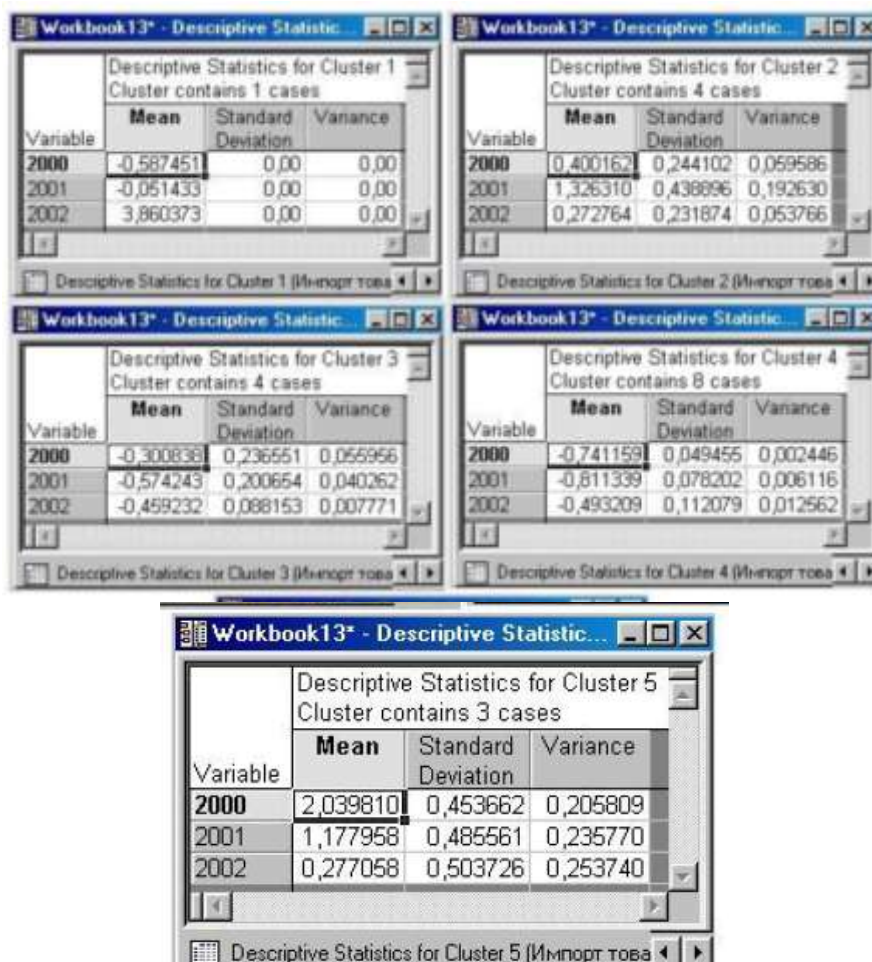 Workbook13* - Descriptive Statistic...
Descriptive Statistics for Cluster 1
Cluster contains 1 cases
Variable Mean Standard Deviation Variance
2000 -0,587451 0,00 0,00
2001 -0,051433 0,00 0,00
2002 3,860373 0,00 0,00
Descriptive Statistics for Cluster 1 (Импорт това
Workbook13* - Descriptive Statistic...
Descriptive Statistics for Cluster 2
Cluster contains 4 cases
Variable Mean Standard Deviation Variance
2000 0,400162 0,244102 0,059586
2001 1,326310 0,438896 0,192630
2002 0,272764 0,231874 0,053766
Descriptive Statistics for Cluster 2 (Импорт това
Workbook13* - Descriptive Statistic...
Descriptive Statistics for Cluster 3
Cluster contains 4 cases
Variable Mean Standard Deviation Variance
2000 -0,300838 0,236551 0,055956
2001 -0,574243 0,200654 0,040262
2002 -0,459232 0,088153 0,007771
Descriptive Statistics for Cluster 3 (Импорт това
Workbook13* - Descriptive Statistic...
Descriptive Statistics for Cluster 4
Cluster contains 8 cases
Variable Mean Standard Deviation Variance
2000 -0,741159 0,049455 0,002446
2001 -0,811339 0,078202 0,006116
2002 -0,493209 0,112079 0,012562
Descriptive Statistics for Cluster 4 (Импорт това
Workbook13* - Descriptive Statistic...
Descriptive Statistics for Cluster 5
Cluster contains 3 cases
Variable Mean Standard Deviation Variance
2000 2,039810 0,453662 0,205809
2001 1,177958 0,485561 0,235770
2002 0,277058 0,503726 0,253740
Descriptive Statistics for Cluster 5 (Импорт това